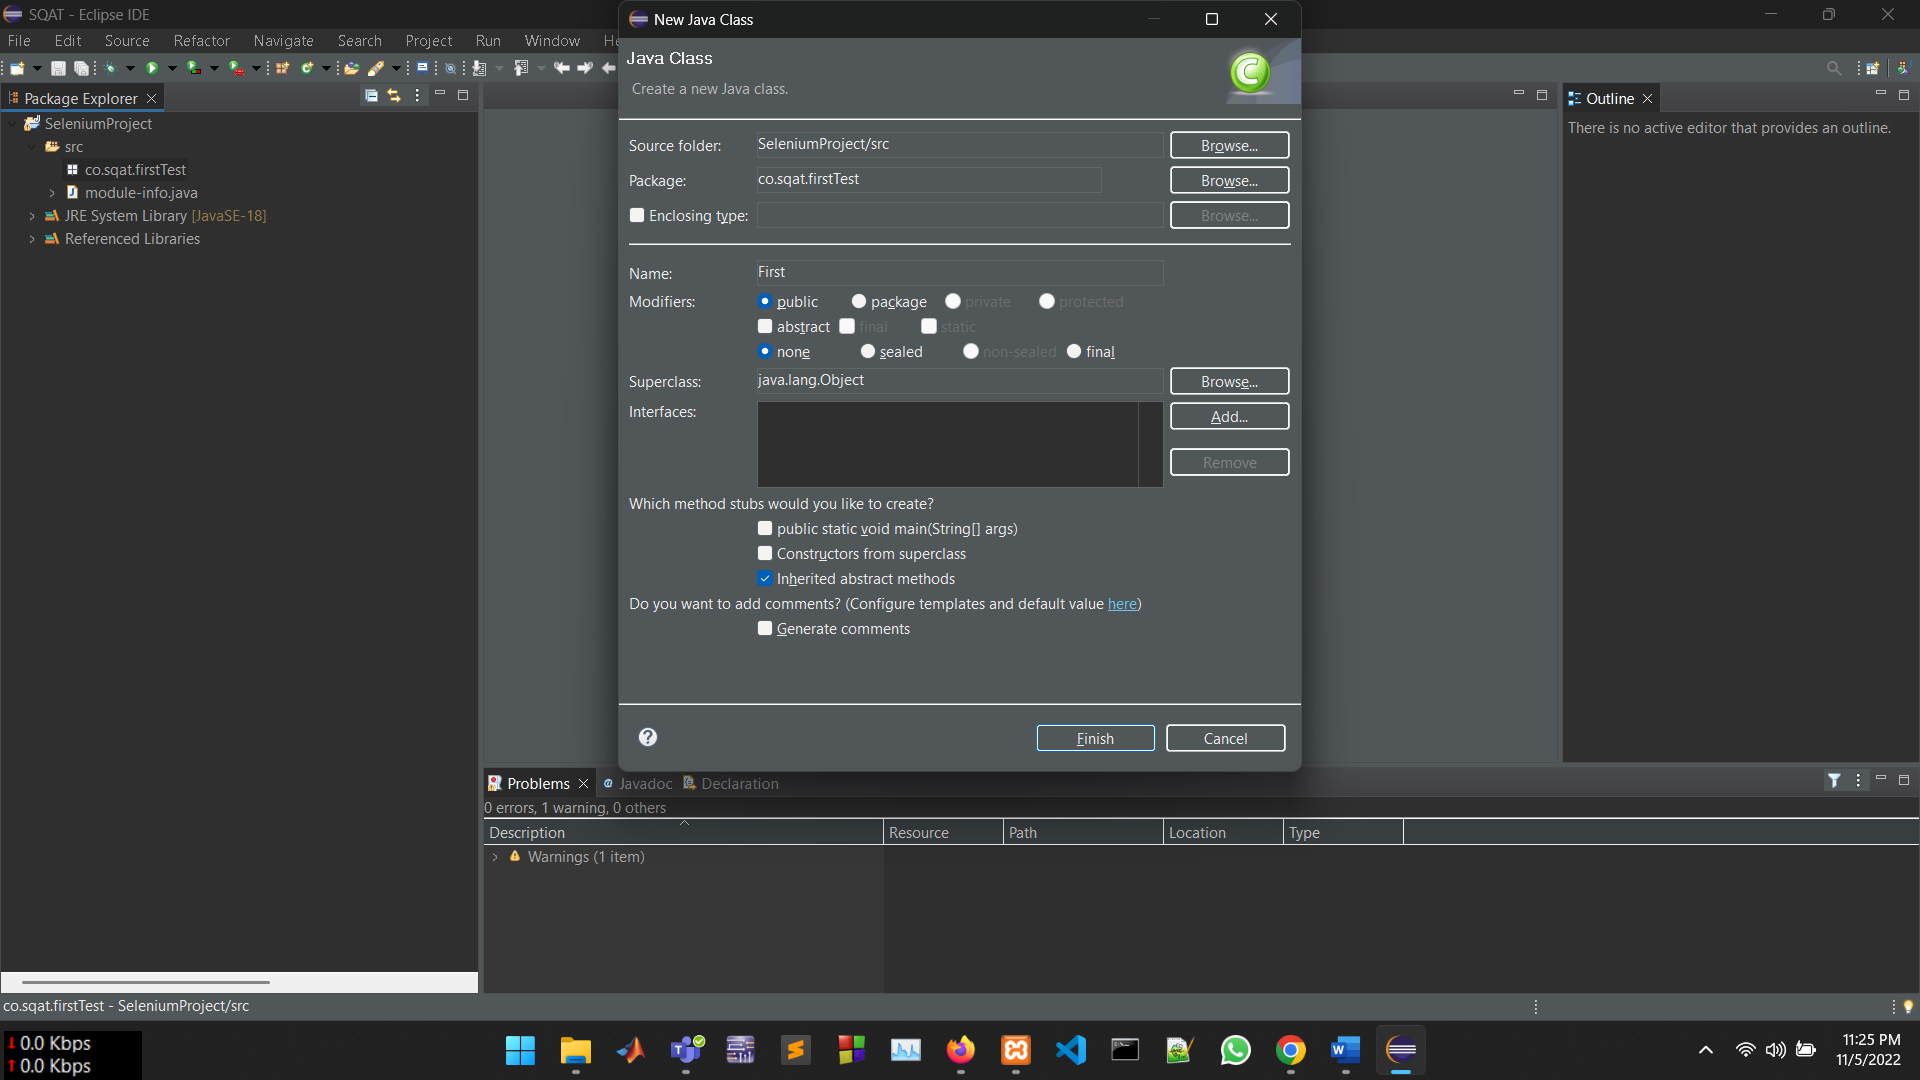 SQAT - Eclipse IDE
File Edit Source Refactor Navigate Search Project Run Window He
Package Explorer
SeleniumProject
src
co.sqat.firstTest
module-info.java
JRE System Library [JavaSE-18]
Referenced Libraries
New Java Class
Java Class
Create a new Java class.
Source folder: SeleniumProject/src Browse...
Package: co.sqat.firstTest Browse...
Enclosing type: Browse...
Name: First
Modifiers: public package private protected
abstract final static
none sealed non-sealed final
Superclass: java.lang.Object Browse...
Interfaces: Add...
Remove
Which method stubs would you like to create?
public static void main(String[] args)
Constructors from superclass
Inherited abstract methods
Do you want to add comments? (Configure templates and default value here)
Generate comments
Finish Cancel
Outline
There is no active editor that provides an outline.
Problems Javadoc Declaration
0 errors, 1 warning, 0 others
Description Resource Path Location Type
Warnings (1 item)
co.sqat.firstTest - SeleniumProject/src
0.0 Kbps
0.0 Kbps
11:25 PM
11/5/2022